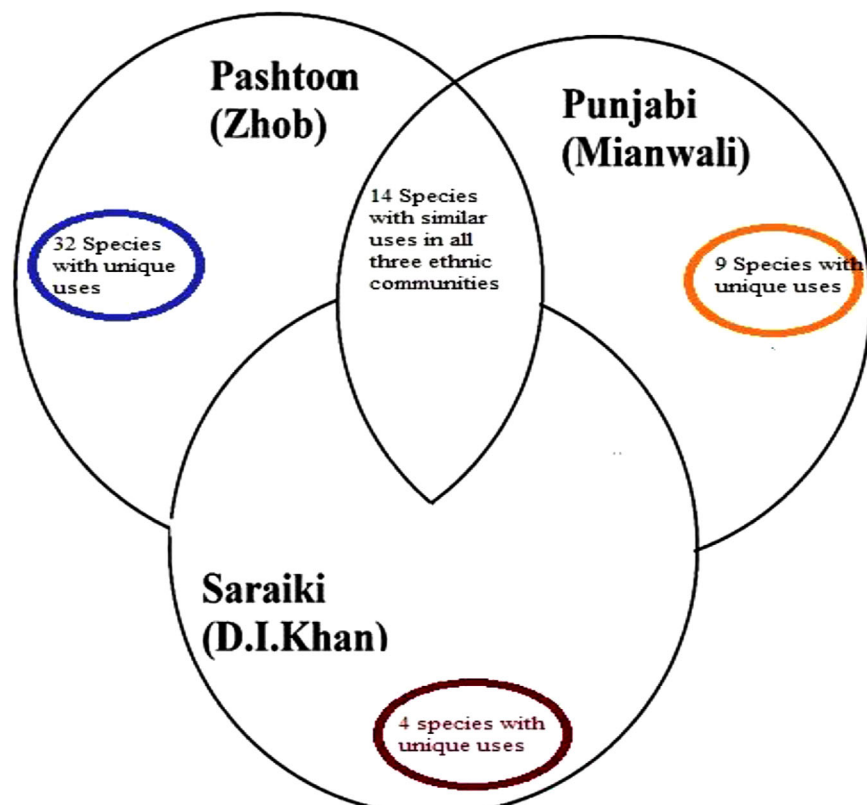 Pashtoon
(Zhob)
Punjabi
(Mianwali)
14 Species
with similar
uses in all
three ethnic
communities
32 Species
with unique
uses
9 Species with
unique uses
Saraiki
(D.I.Khan)
4 species with
unique uses